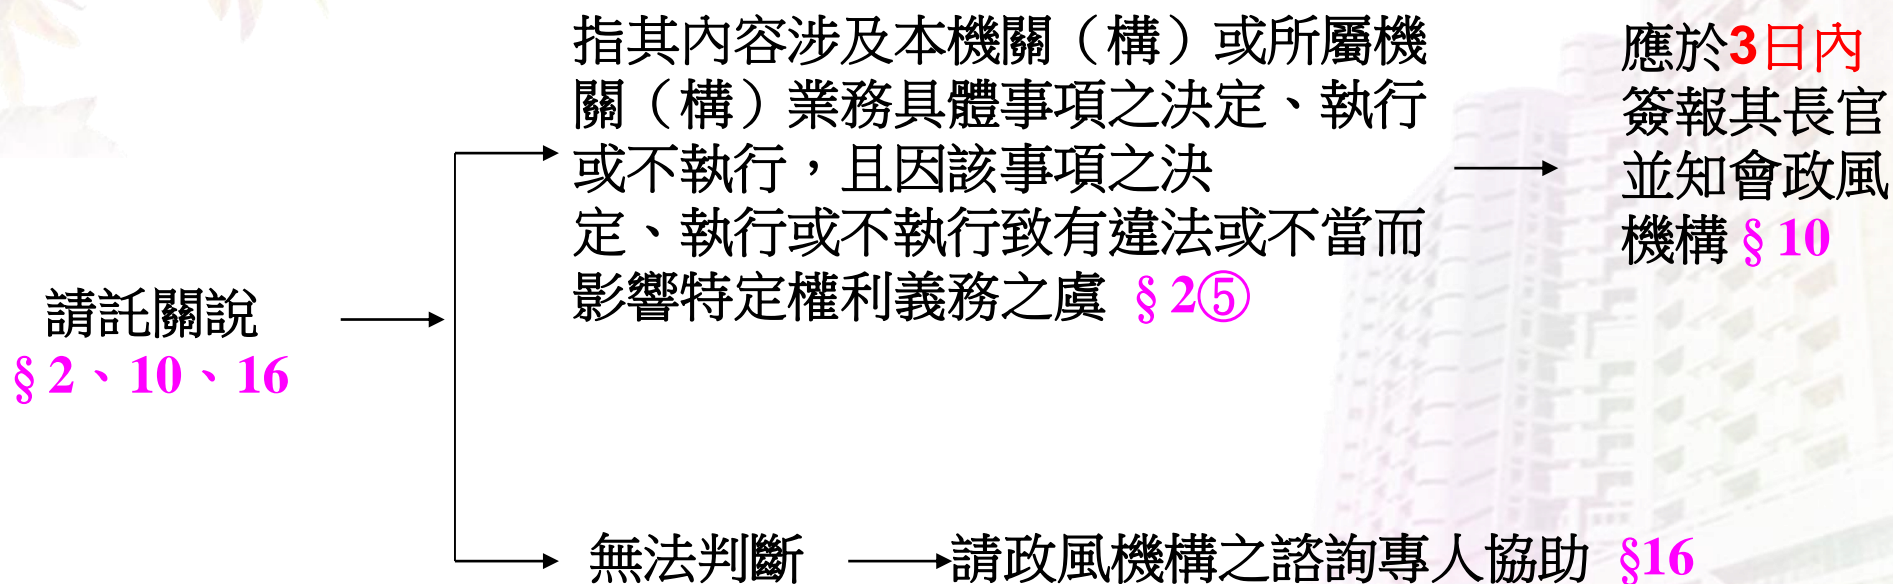 請託關說
§ 2、10、16
指其內容涉及本機關（構）或所屬機
關（構）業務具體事項之決定、執行
或不執行，且因該事項之決
定、執行或不執行致有違法或不當而
影響特定權利義務之虞 § 2⑤
應於3日內
簽報其長官
並知會政風
機構 § 10
無法判斷
請政風機構之諮詢專人協助 §16